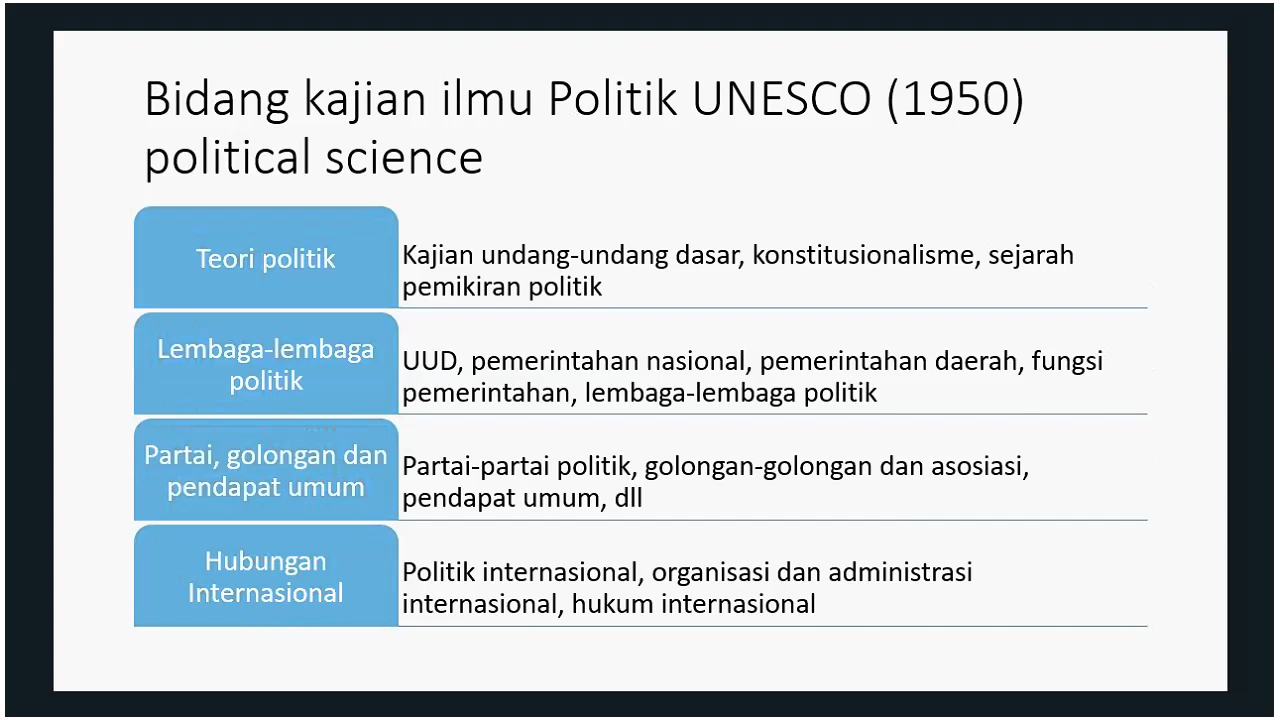 Bidang kajian ilmu Politik UNESCO (1950)
political science
Teori politik
Kajian undang-undang dasar, konstitusionalisme, sejarah
pemikiran politik
Lembaga-lembaga
politik
UUD, pemerintahan nasional, pemerintahan daerah, fungsi
pemerintahan, lembaga-lembaga politik
Partai, golongan dan
pendapat umum
Partai-partai politik, golongan-golongan dan asosiasi,
pendapat umum, dll
Hubungan
Internasional
Politik internasional, organisasi dan administrasi
internasional, hukum internasional